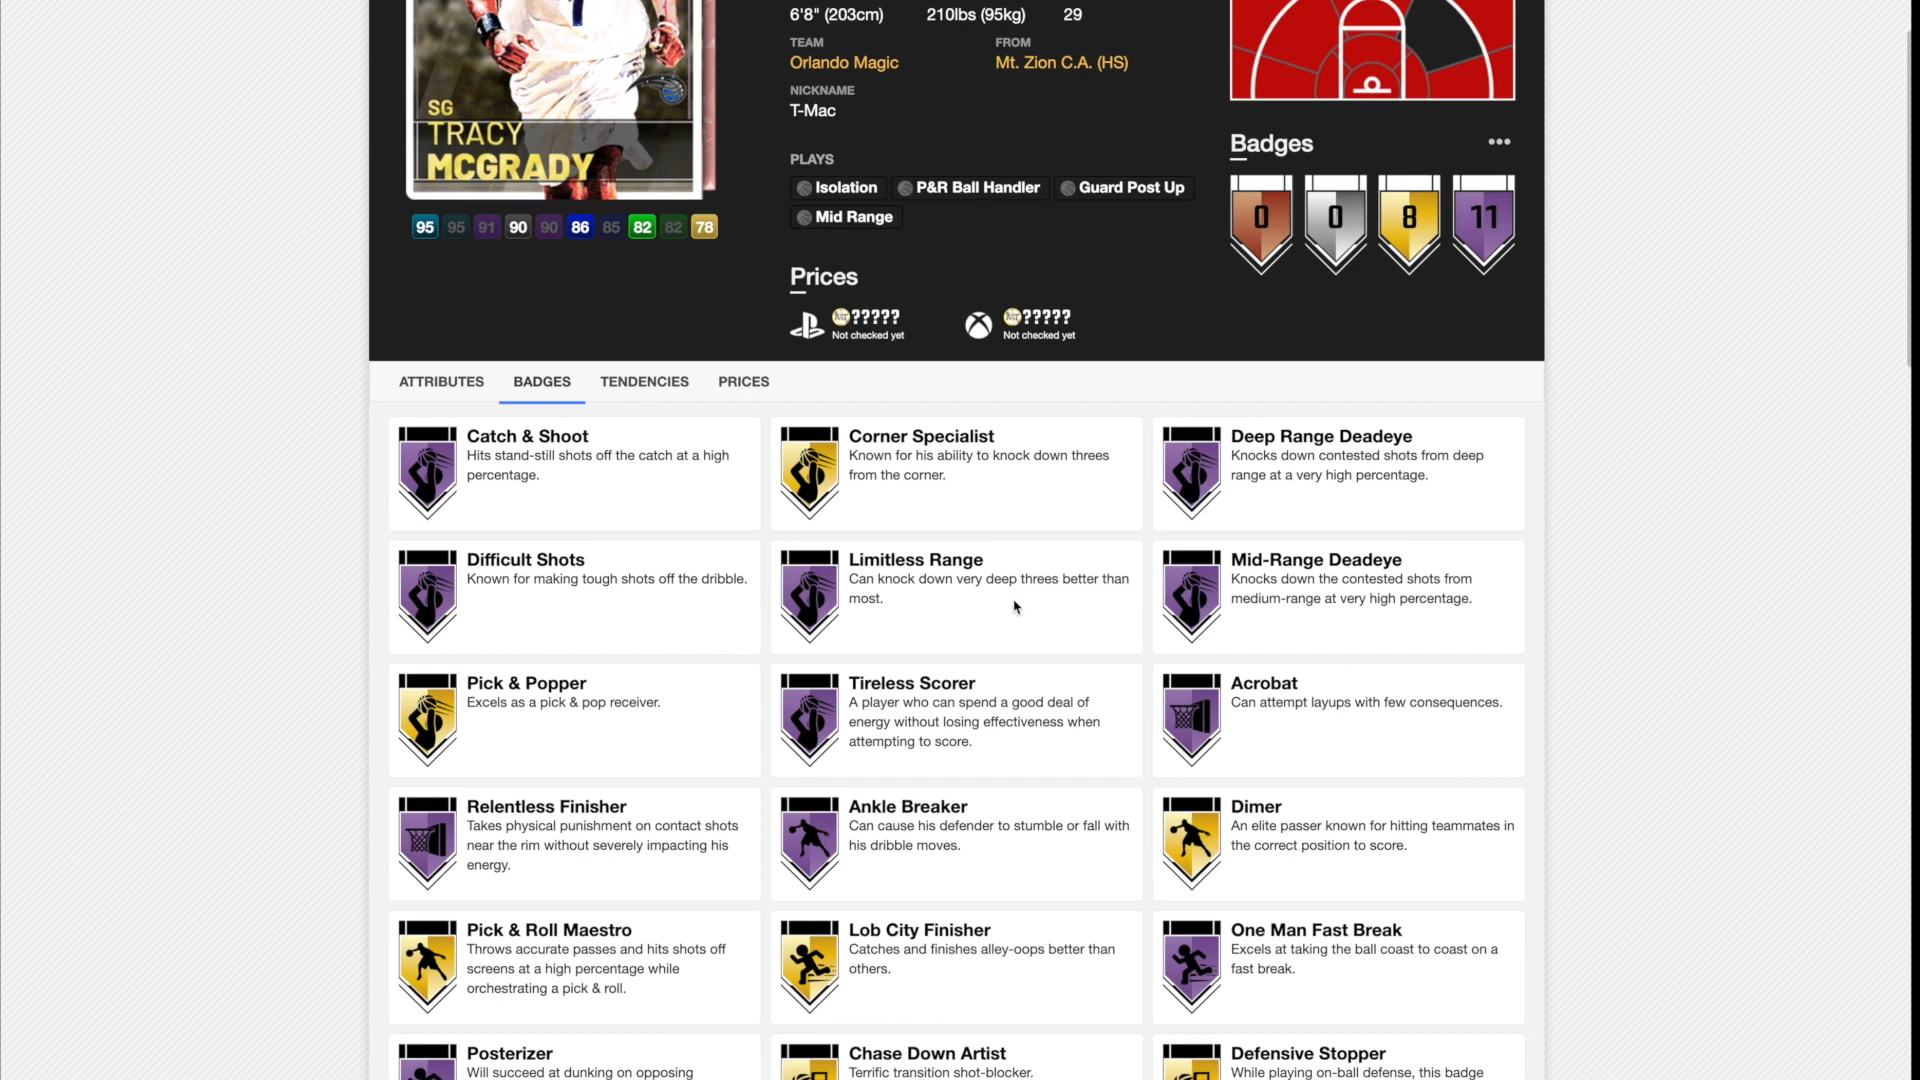 6'8" (203cm) 210lbs (95kg) 29
TEAM FROM
Orlando Magic Mt. Zion C.A. (HS)
NICKNAME
T-Mac
SG
TRACY
MCGRADY
95 95 91 90 90 86 85 82 82 78
PLAYS
Isolation P&R Ball Handler Guard Post Up
Mid Range
Prices
MT ????? MT ?????
Not checked yet Not checked yet
Badges
0 0 8 11
ATTRIBUTES BADGES TENDENCIES PRICES
Catch & Shoot
Hits stand-still shots off the catch at a high
percentage.
Corner Specialist
Known for his ability to knock down threes
from the corner.
Deep Range Deadeye
Knocks down contested shots from deep
range at a very high percentage.
Difficult Shots
Known for making tough shots off the dribble.
Limitless Range
Can knock down very deep threes better than
most.
Mid-Range Deadeye
Knocks down the contested shots from
medium-range at very high percentage.
Pick & Popper
Excels as a pick & pop receiver.
Tireless Scorer
A player who can spend a good deal of
energy without losing effectiveness when
attempting to score.
Acrobat
Can attempt layups with few consequences.
Relentless Finisher
Takes physical punishment on contact shots
near the rim without severely impacting his
energy.
Ankle Breaker
Can cause his defender to stumble or fall with
his dribble moves.
Dimer
An elite passer known for hitting teammates in
the correct position to score.
Pick & Roll Maestro
Throws accurate passes and hits shots off
screens at a high percentage while
orchestrating a pick & roll.
Lob City Finisher
Catches and finishes alley-oops better than
others.
One Man Fast Break
Excels at taking the ball coast to coast on a
fast break.
Posterizer
Will succeed at dunking on opposing
Chase Down Artist
Terrific transition shot-blocker.
Defensive Stopper
While playing on-ball defense, this badge